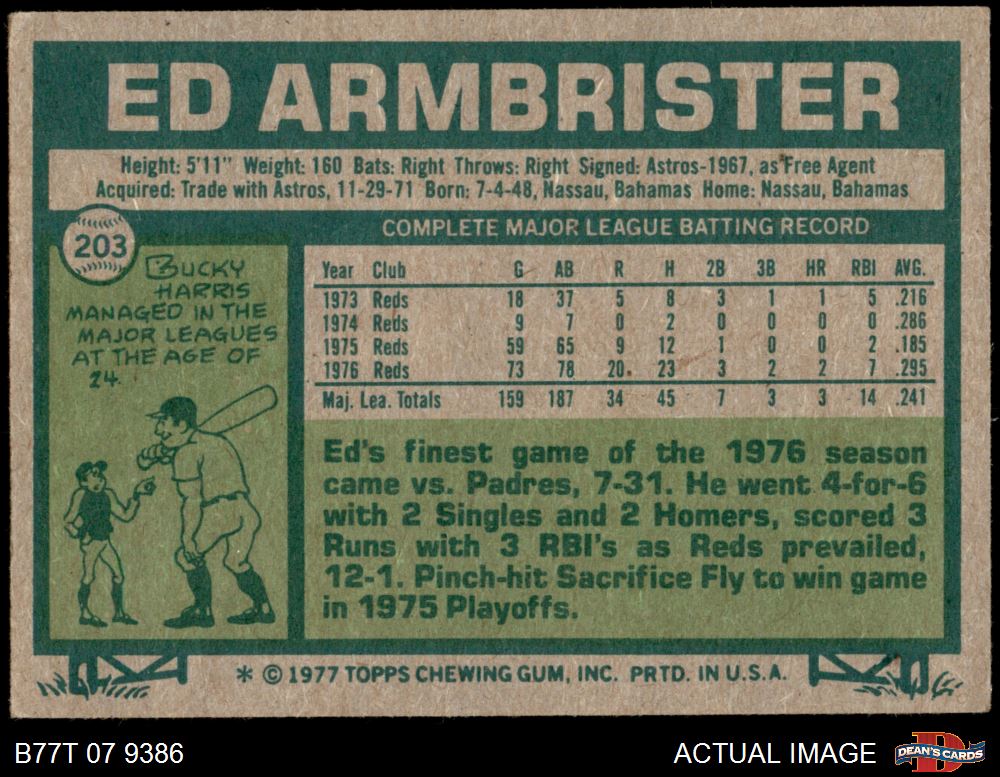 ED ARMBRISTER
Height: 5'11" Weight: 160 Bats: Right Throws: Right Signed: Astros-1967, as Free Agent
Acquired: Trade with Astros, 11-29-71 Born: 7-4-48, Nassau, Bahamas Home: Nassau, Bahamas
203
BUCKY
HARRIS
MANAGED IN THE
MAJOR LEAGUES
AT THE AGE OF
24.
COMPLETE MAJOR LEAGUE BATTING RECORD
Year Club G AB R H 2B 3B HR RBI AVG.
1973 Reds 18 37 5 8 3 1 1 5 .216
1974 Reds 9 7 0 2 0 0 0 0 .286
1975 Reds 59 65 9 12 1 0 0 2 .185
1976 Reds 73 78 20 23 3 2 2 7 .295
Maj. Lea. Totals 159 187 34 45 7 3 3 14 .241
Ed's finest game of the 1976 season
came vs. Padres, 7-31. He went 4-for-6
with 2 Singles and 2 Homers, scored 3
Runs with 3 RBI's as Reds prevailed,
12-1. Pinch-hit Sacrifice Fly to win game
in 1975 Playoffs.
* © 1977 TOPPS CHEWING GUM, INC. PRTD. IN U.S.A.
B77T 07 9386
ACTUAL IMAGE
D
DEAN'S CARDS